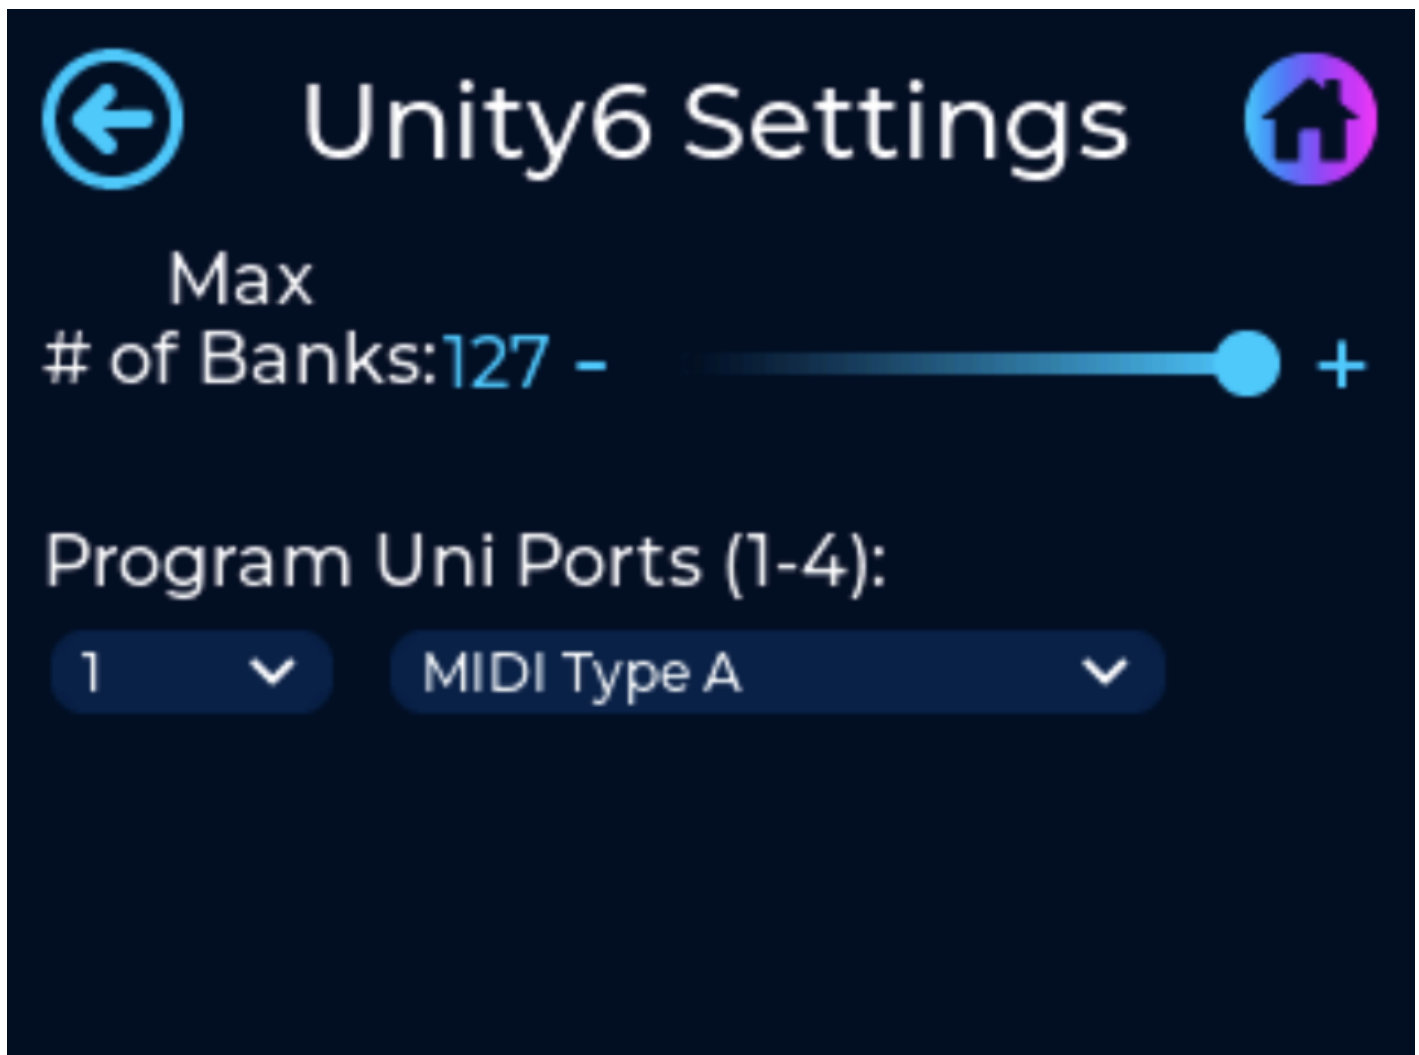 Unity6 Settings
Max
# of Banks:127 - +
Program Uni Ports (1-4):
1 MIDI Type A